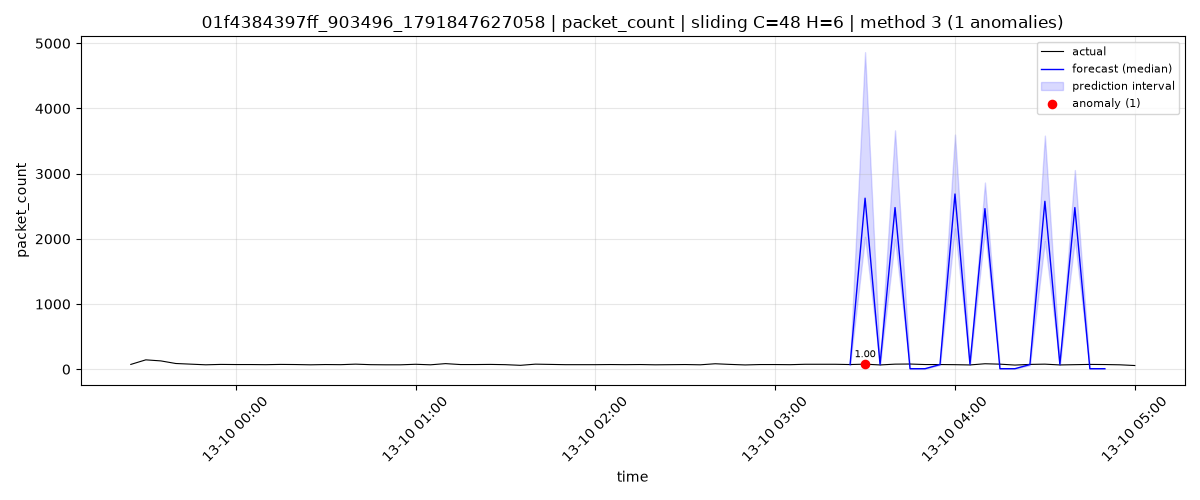 01f4384397ff_903496_1791847627058 | packet_count | sliding C=48 H=6 | method 3 (1 anomalies)
actual
forecast (median)
prediction interval
anomaly (1)
packet_count
5000
4000
3000
2000
1000
0
1.00
13-10 00:00
13-10 01:00
13-10 02:00
13-10 03:00
13-10 04:00
13-10 05:00
time